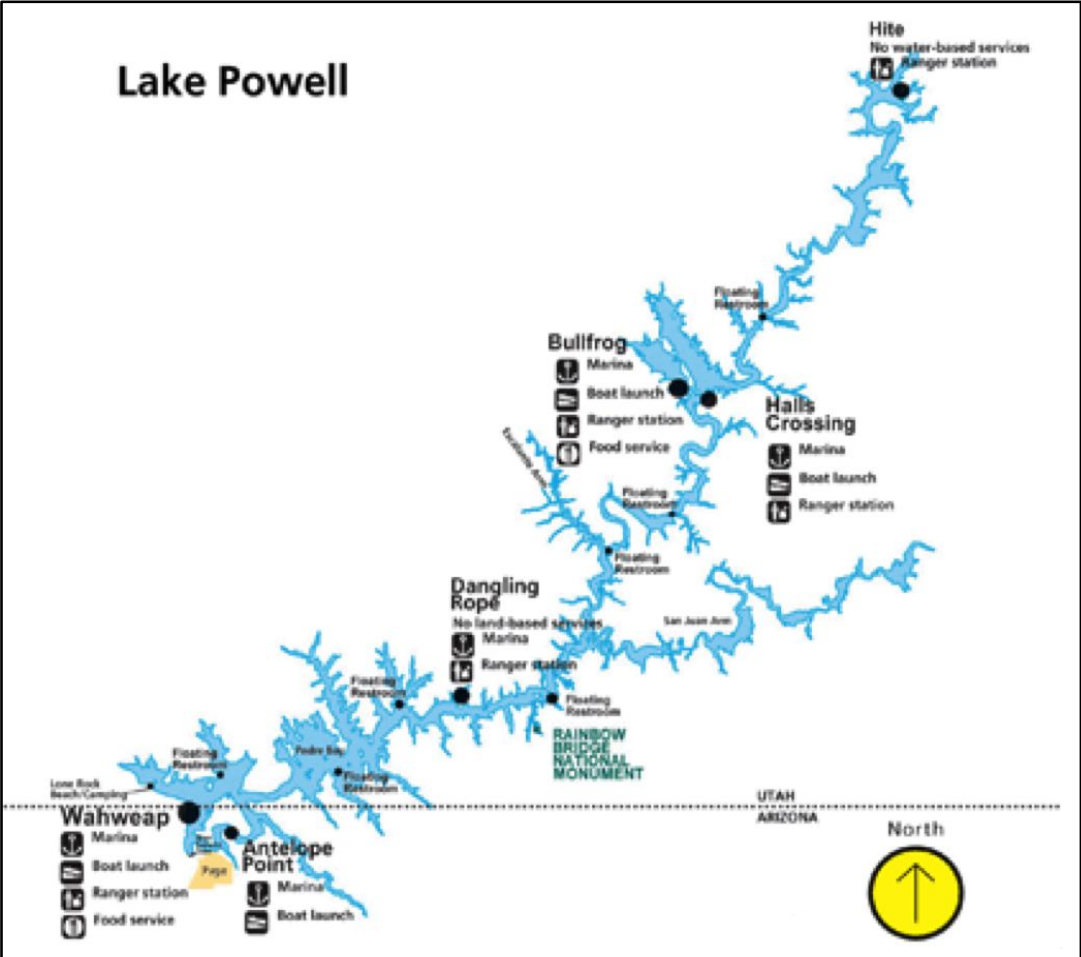 Lake Powell
Hite
No water-based services
Ranger station
Floating
Restroom
Bullfrog
Marina
Boat launch
Ranger station
Food service
Halls
Crossing
Marina
Boat launch
Ranger station
Escalante Arm
Floating
Restroom
Floating
Restroom
Dangling
Rope
No land-based services
Marina
Ranger station
San Juan Arm
Floating
Restroom
Floating
Restroom
RAINBOW
BRIDGE
NATIONAL
MONUMENT
Padre Bay
Floating
Restroom
Floating
Restroom
Lone Rock
Beach/Camping
UTAH
ARIZONA
Wahweap
Marina
Boat launch
Ranger station
Food service
Page
Antelope
Point
Marina
Boat launch
North